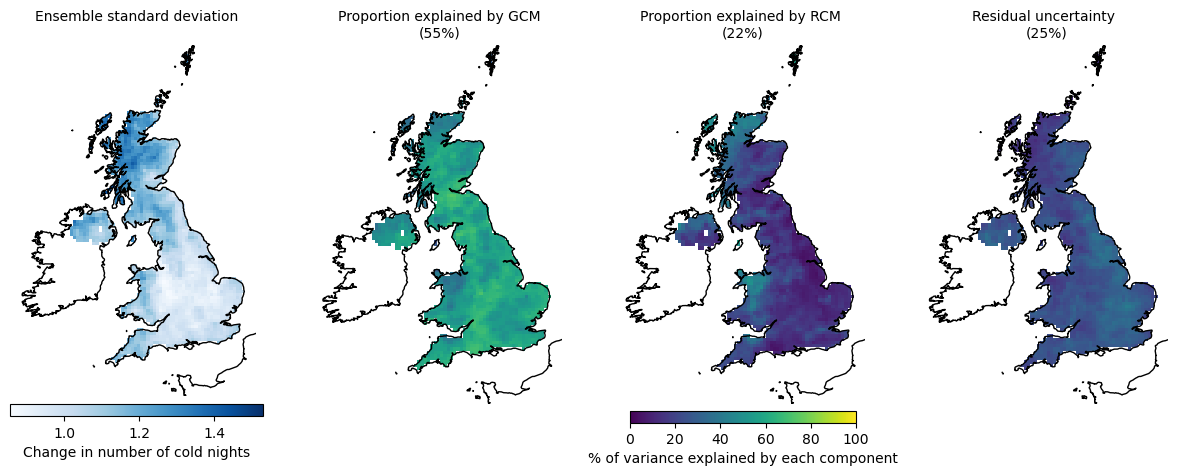 Ensemble standard deviation
Proportion explained by GCM
(55%)
Proportion explained by RCM
(22%)
Residual uncertainty
(25%)
1.0 1.2 1.4
Change in number of cold nights
0 20 40 60 80 100
% of variance explained by each component